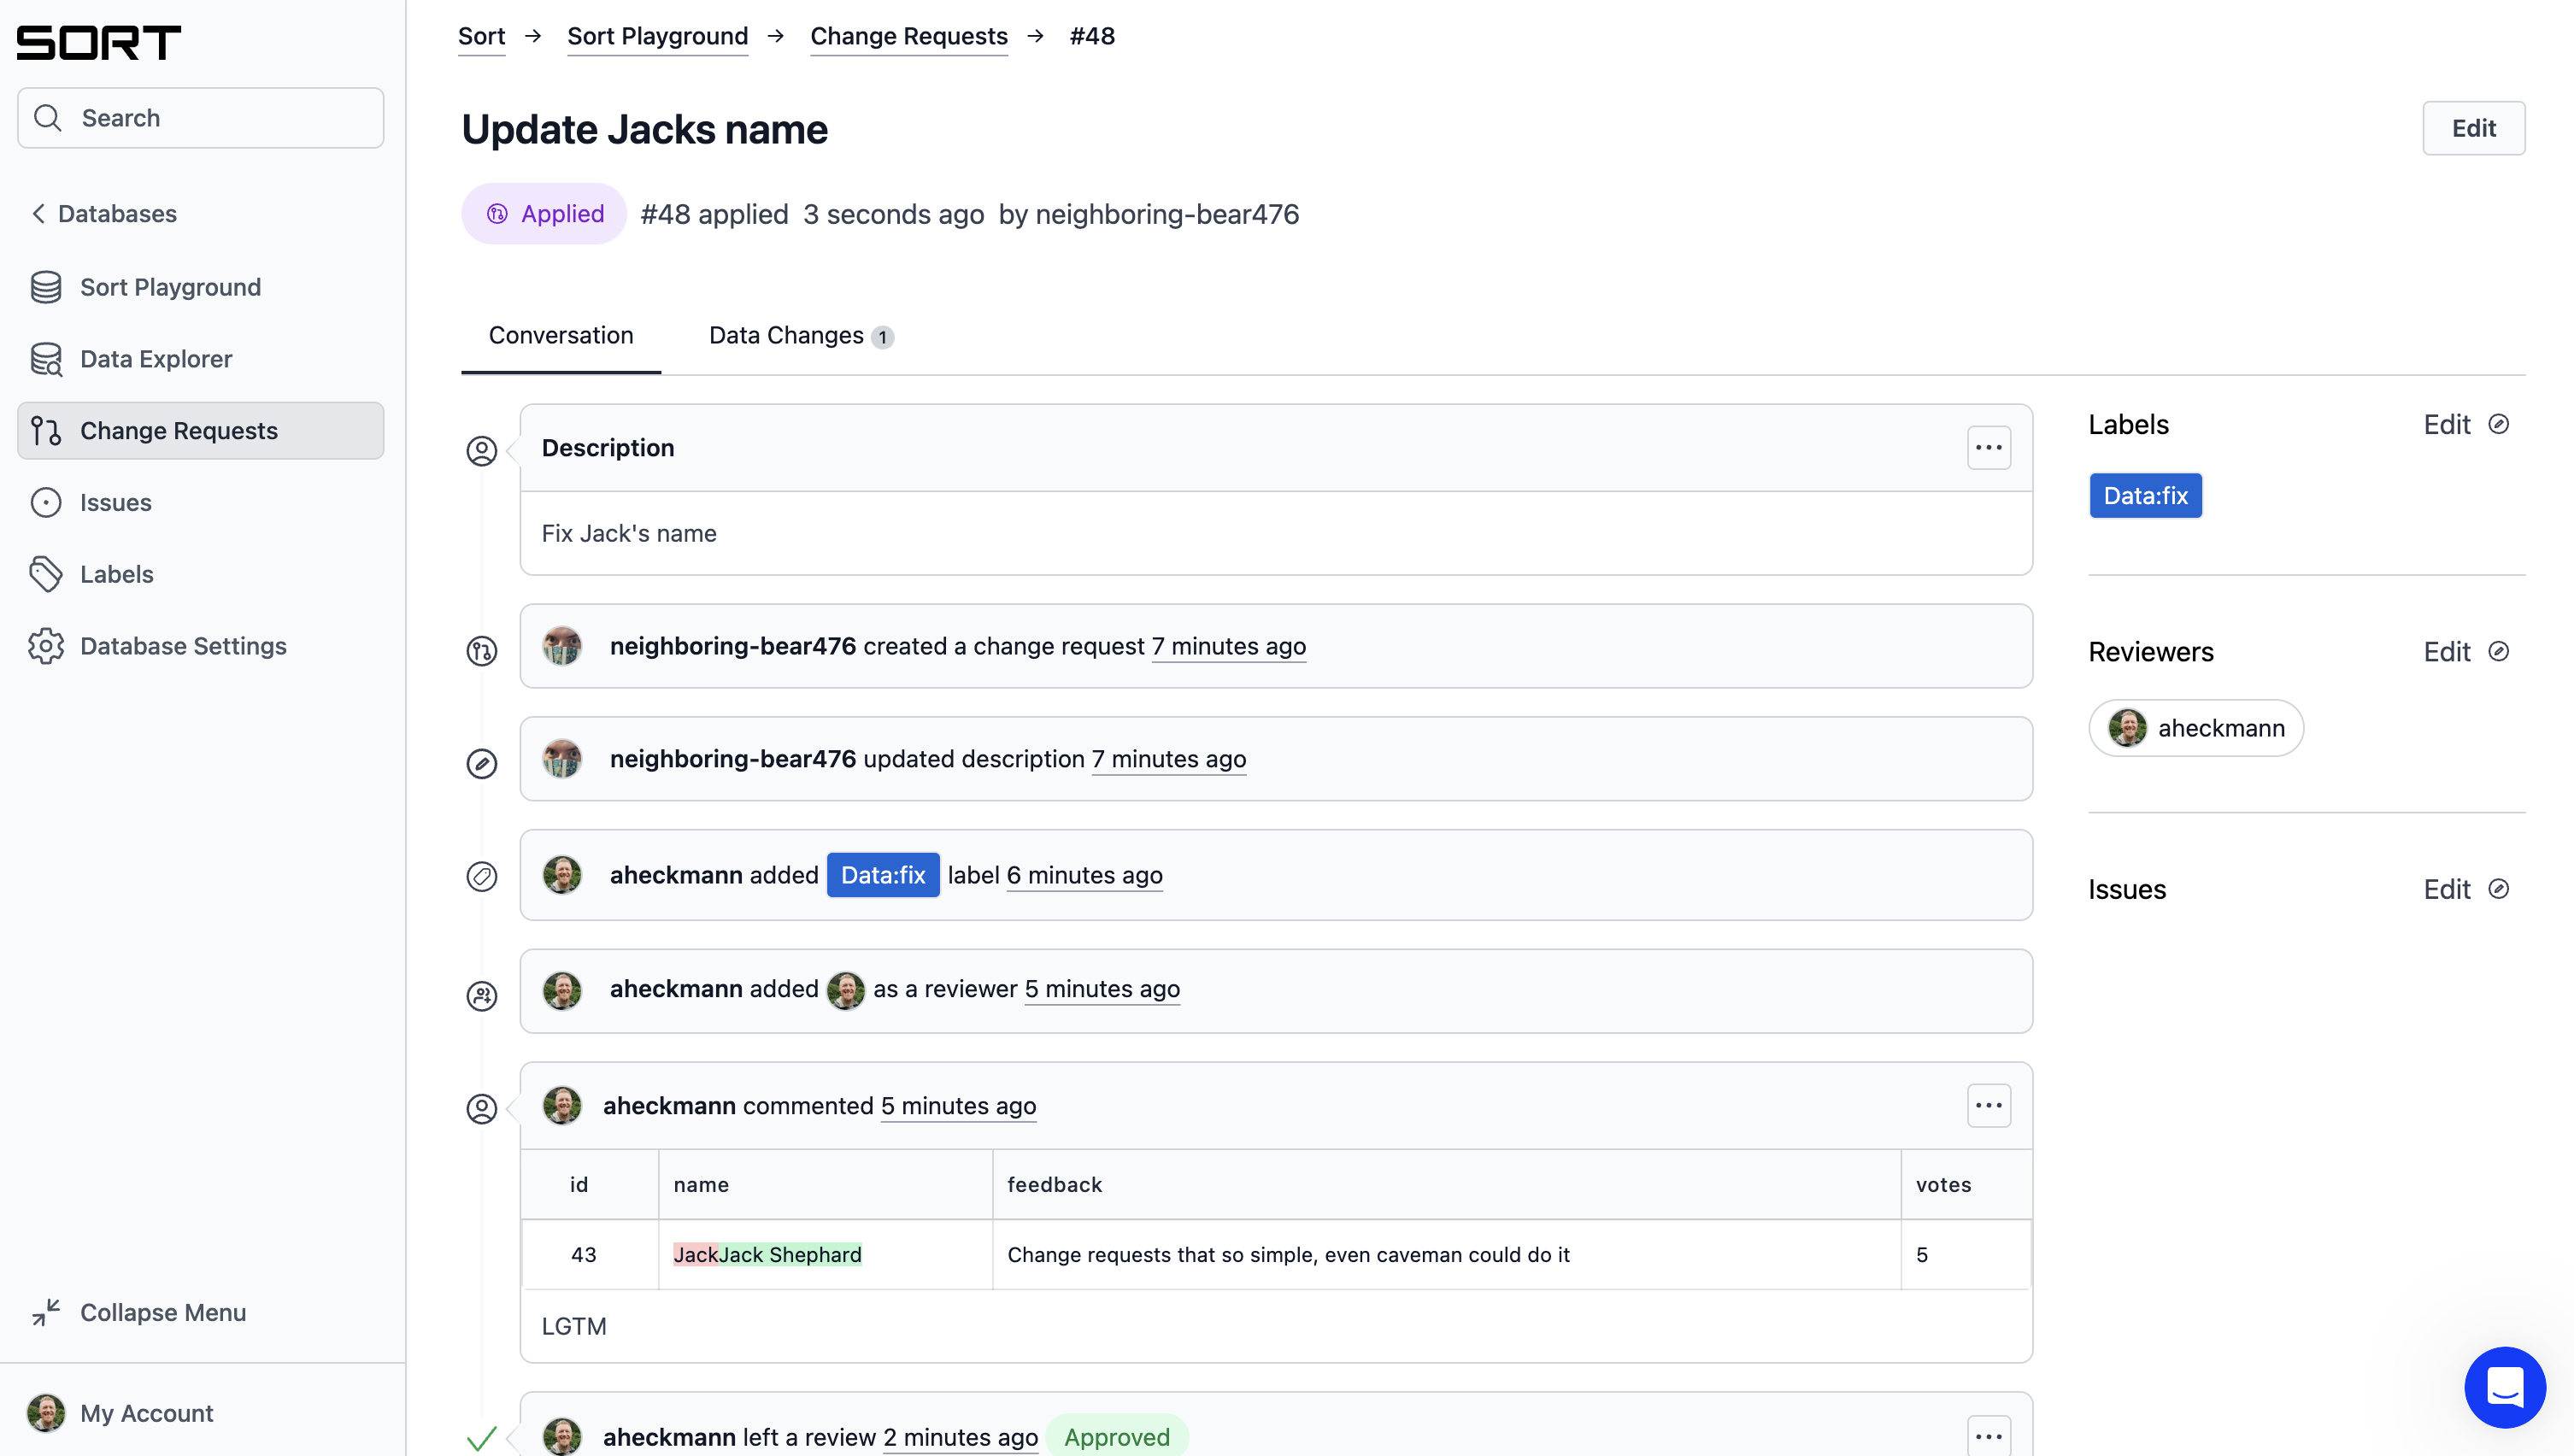 SORT
Search
Databases
Sort Playground
Data Explorer
Change Requests
Issues
Labels
Database Settings
Collapse Menu
My Account
Sort → Sort Playground → Change Requests → #48
Update Jacks name
Edit
Applied #48 applied 3 seconds ago by neighboring-bear476
Conversation Data Changes 1
Description
Fix Jack's name
neighboring-bear476 created a change request 7 minutes ago
neighboring-bear476 updated description 7 minutes ago
aheckmann added Data:fix label 6 minutes ago
aheckmann added as a reviewer 5 minutes ago
aheckmann commented 5 minutes ago
id name feedback votes
43 JackJack Shephard Change requests that so simple, even caveman could do it 5
LGTM
aheckmann left a review 2 minutes ago Approved
Labels Edit
Data:fix
Reviewers Edit
aheckmann
Issues Edit